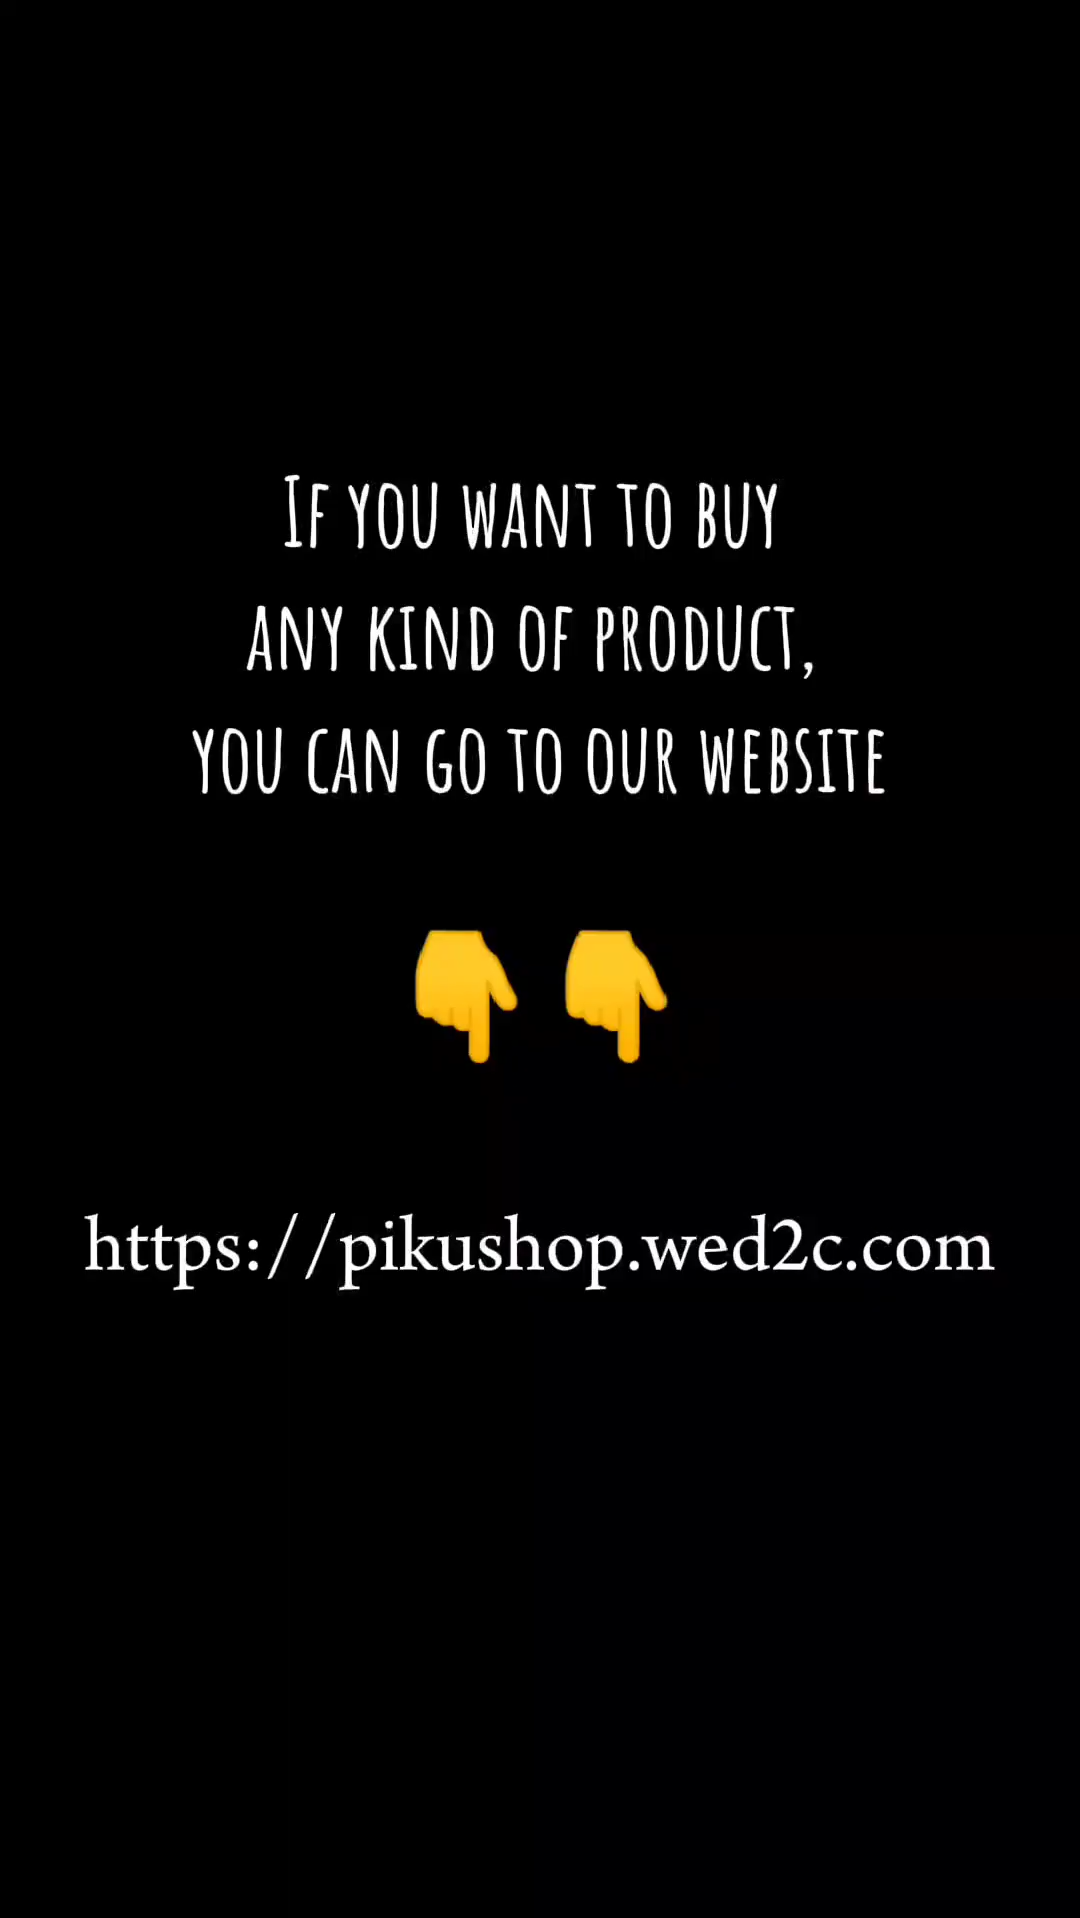 If you want to buy
any kind of product,
you can go to our website
👇 👇
https://pikushop.wed2c.com